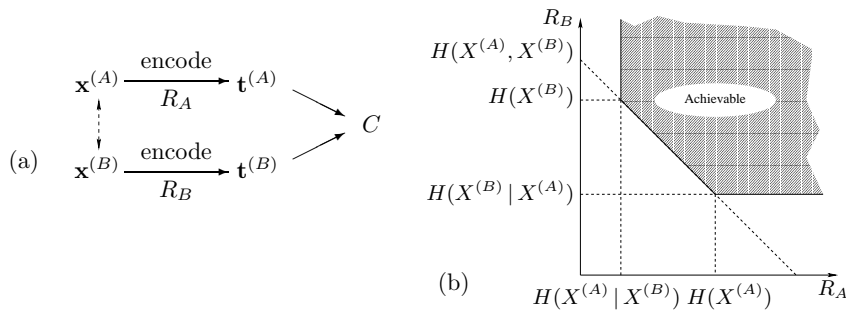 x^(A) encode R_A t^(A)
C
x^(B) encode R_B t^(B)
(a)
R_B
H(X^(A), X^(B))
H(X^(B))
H(X^(B) | X^(A))
Achievable
H(X^(A) | X^(B)) H(X^(A))
R_A
(b)